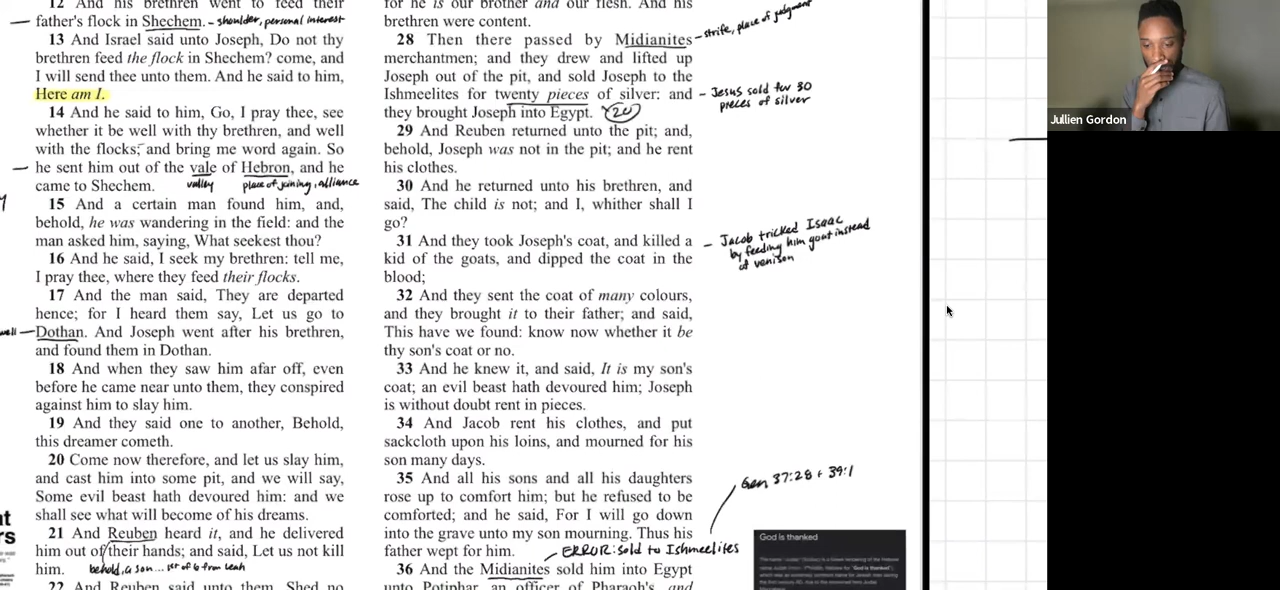 12 And his brethren went to feed their
father's flock in Shechem. - shoulder, personal interest
13 And Israel said unto Joseph, Do not thy
brethren feed the flock in Shechem? come, and
I will send thee unto them. And he said to him,
Here am I.
14 And he said to him, Go, I pray thee, see
whether it be well with thy brethren, and well
with the flocks; and bring me word again. So
he sent him out of the vale of Hebron, and he
came to Shechem. valley place of joining, alliance
15 And a certain man found him, and,
behold, he was wandering in the field: and the
man asked him, saying, What seekest thou?
16 And he said, I seek my brethren: tell me,
I pray thee, where they feed their flocks.
17 And the man said, They are departed
hence; for I heard them say, Let us go to
well - Dothan. And Joseph went after his brethren,
and found them in Dothan.
18 And when they saw him afar off, even
before he came near unto them, they conspired
against him to slay him.
19 And they said one to another, Behold,
this dreamer cometh.
20 Come now therefore, and let us slay him,
and cast him into some pit, and we will say,
Some evil beast hath devoured him: and we
shall see what will become of his dreams.
21 And Reuben heard it, and he delivered
him out of their hands; and said, Let us not kill
him. behold, a son... 1st of 6 from Leah
22 And Reuben said unto them, Shed no
for he is our brother and our flesh. And his
brethren were content.
28 Then there passed by Midianites - strife, place of judgment
merchantmen; and they drew and lifted up
Joseph out of the pit, and sold Joseph to the
Ishmeelites for twenty pieces of silver: and - Jesus sold for 30
they brought Joseph into Egypt. (20) pieces of silver
29 And Reuben returned unto the pit; and,
behold, Joseph was not in the pit; and he rent
his clothes.
30 And he returned unto his brethren, and
said, The child is not; and I, whither shall I
go?
31 And they took Joseph's coat, and killed a
kid of the goats, and dipped the coat in the
blood;
- Jacob tricked Isaac
by feeding him goat instead
of venison
32 And they sent the coat of many colours,
and they brought it to their father; and said,
This have we found: know now whether it be
thy son's coat or no.
33 And he knew it, and said, It is my son's
coat; an evil beast hath devoured him; Joseph
is without doubt rent in pieces.
34 And Jacob rent his clothes, and put
sackcloth upon his loins, and mourned for his
son many days.
35 And all his sons and all his daughters
rose up to comfort him; but he refused to be
comforted; and he said, For I will go down
into the grave unto my son mourning. Thus his
father wept for him.
Gen 37:28 + 39:1
ERROR: sold to Ishmeelites
36 And the Midianites sold him into Egypt
unto Potiphar, an officer of Pharaoh's, and
God is thanked
Jullien Gordon